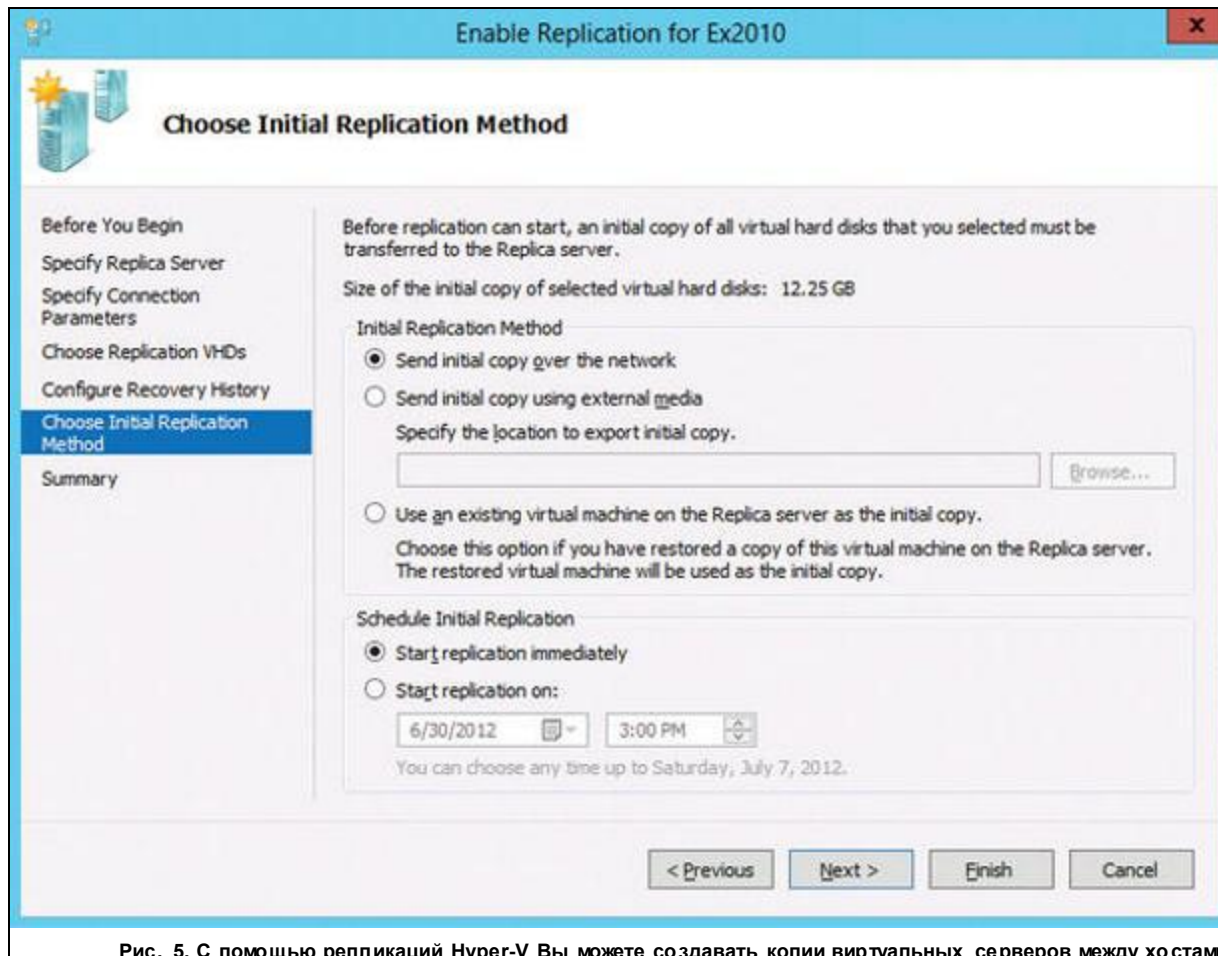 Enable Replication for Ex2010
x
Choose Initial Replication Method
Before You Begin
Specify Replica Server
Specify Connection
Parameters
Choose Replication VHDs
Configure Recovery History
Choose Initial Replication
Method
Summary
Before replication can start, an initial copy of all virtual hard disks that you selected must be
transferred to the Replica server.
Size of the initial copy of selected virtual hard disks: 12.25 GB
Initial Replication Method
Send initial copy over the network
Send initial copy using external media
Specify the location to export initial copy.
Browse...
Use an existing virtual machine on the Replica server as the initial copy.
Choose this option if you have restored a copy of this virtual machine on the Replica server.
The restored virtual machine will be used as the initial copy.
Schedule Initial Replication
Start replication immediately
Start replication on:
6/30/2012
3:00 PM
You can choose any time up to Saturday, July 7, 2012.
< Previous
Next >
Finish
Cancel
Рис. 5. С помощью репликаций Hyper-V Вы можете создавать копии виртуальных серверов между хостами